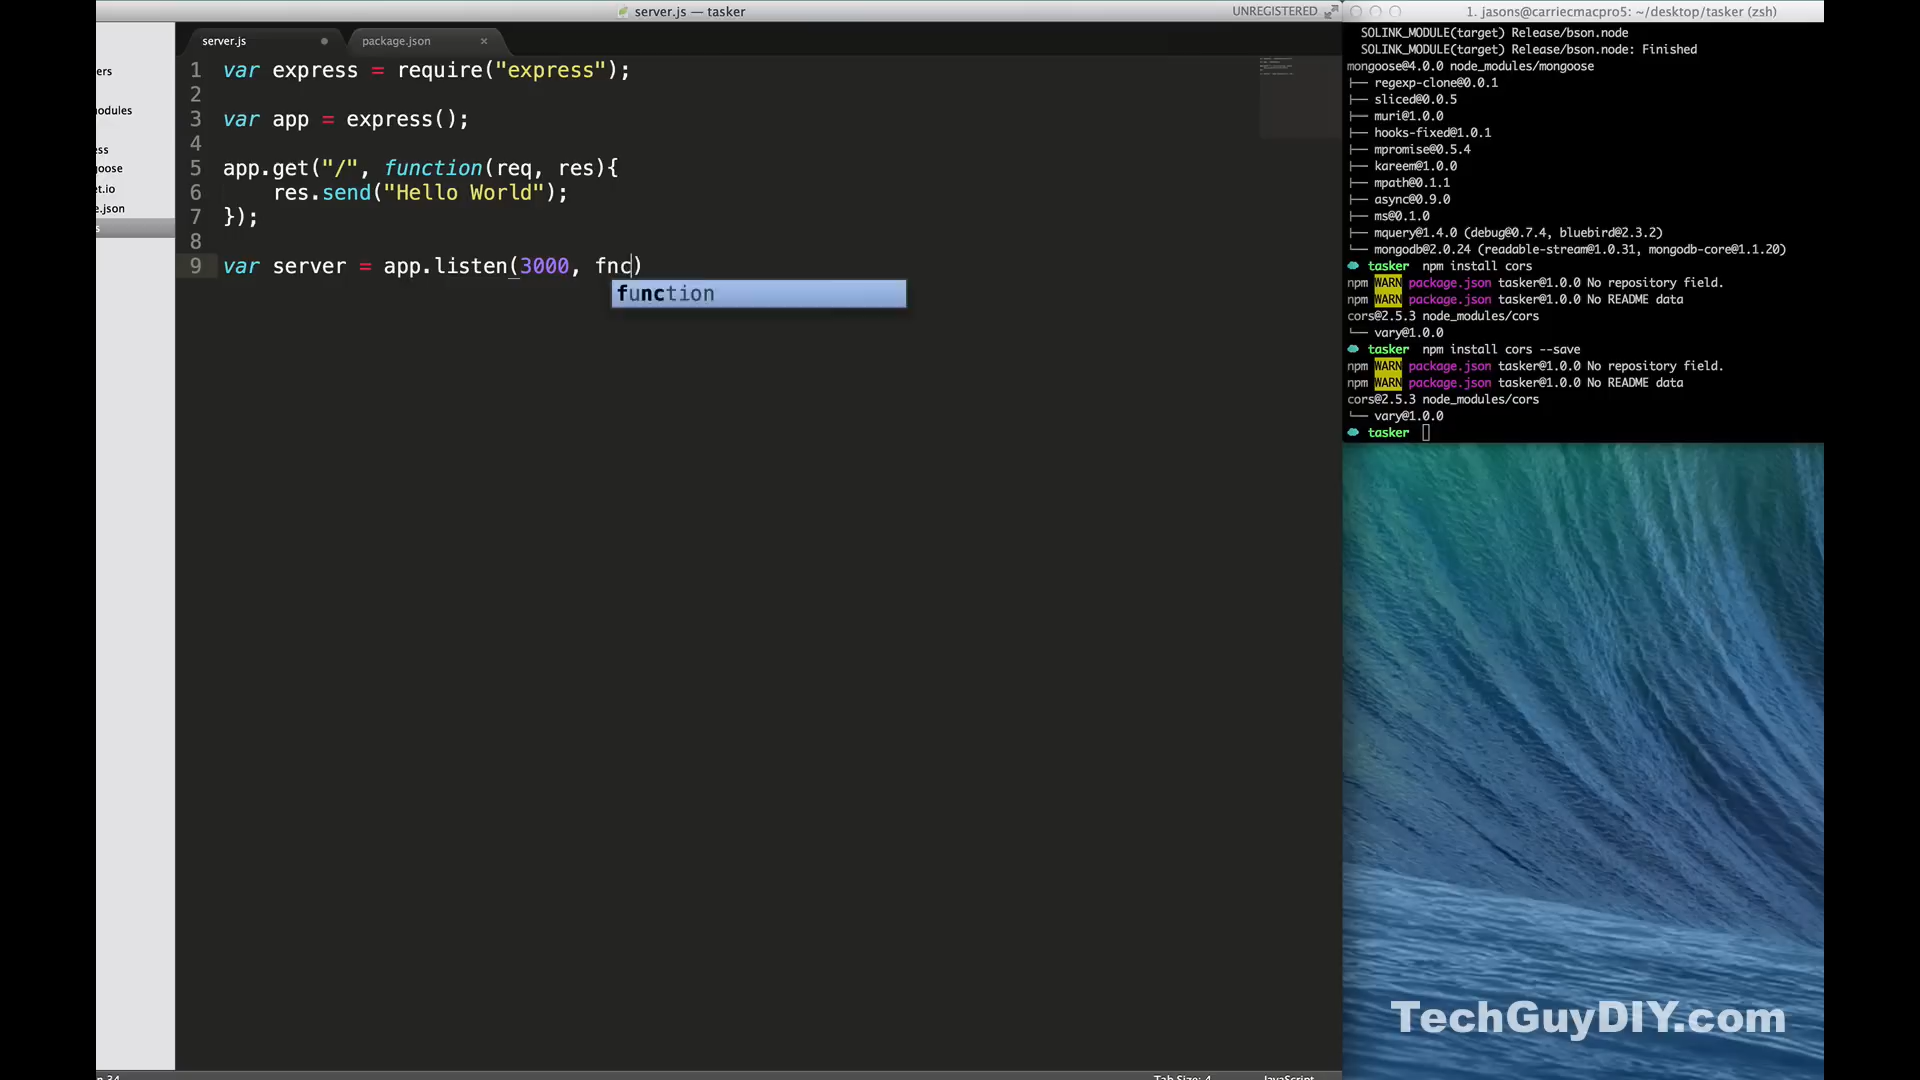 server.js — tasker
UNREGISTERED
server.js
package.json
ers
odules
ss
oose
et.io
e.json
s
1 var express = require("express");
2
3 var app = express();
4
5 app.get("/", function(req, res){
6 res.send("Hello World");
7 });
8
9 var server = app.listen(3000, fnc)
function
Tab Size: 4
JavaScript
1. jasons@carriecmacpro5: ~/desktop/tasker (zsh)
SOLINK_MODULE(target) Release/bson.node
SOLINK_MODULE(target) Release/bson.node: Finished
mongoose@4.0.0 node_modules/mongoose
├── regexp-clone@0.0.1
├── sliced@0.0.5
├── muri@1.0.0
├── hooks-fixed@1.0.1
├── mpromise@0.5.4
├── kareem@1.0.0
├── mpath@0.1.1
├── async@0.9.0
├── ms@0.1.0
├── mquery@1.4.0 (debug@0.7.4, bluebird@2.3.2)
└── mongodb@2.0.24 (readable-stream@1.0.31, mongodb-core@1.1.20)
tasker npm install cors
npm WARN package.json tasker@1.0.0 No repository field.
npm WARN package.json tasker@1.0.0 No README data
cors@2.5.3 node_modules/cors
└── vary@1.0.0
tasker npm install cors --save
npm WARN package.json tasker@1.0.0 No repository field.
npm WARN package.json tasker@1.0.0 No README data
cors@2.5.3 node_modules/cors
└── vary@1.0.0
tasker
TechGuyDIY.com